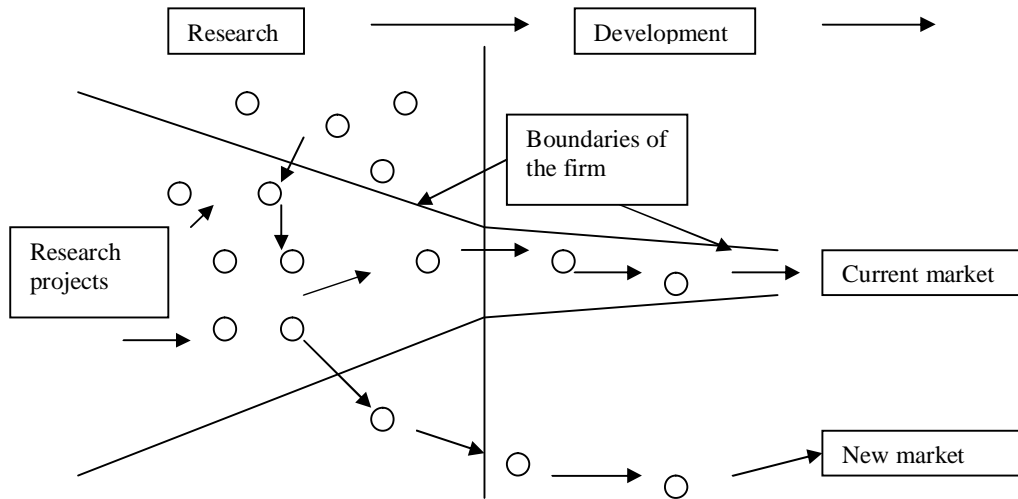 Research
Development
Boundaries of
the firm
Research
projects
Current market
New market